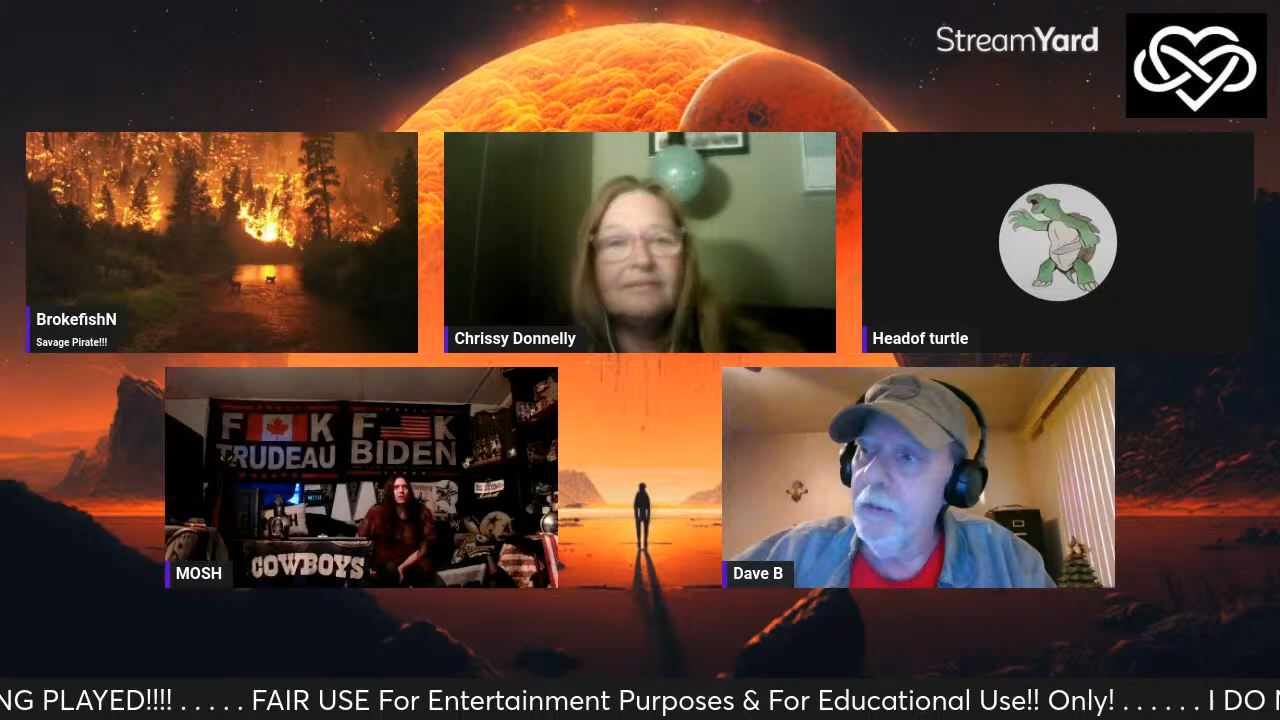 StreamYard
BrokefishN
Savage Pirate!!!
Chrissy Donnelly
Headof turtle
F K
TRUDEAU
F K
BIDEN
COWBOYS
MOSH
Dave B
NG PLAYED!!!! . . . . . FAIR USE For Entertainment Purposes & For Educational Use!! Only! . . . . . . I DO